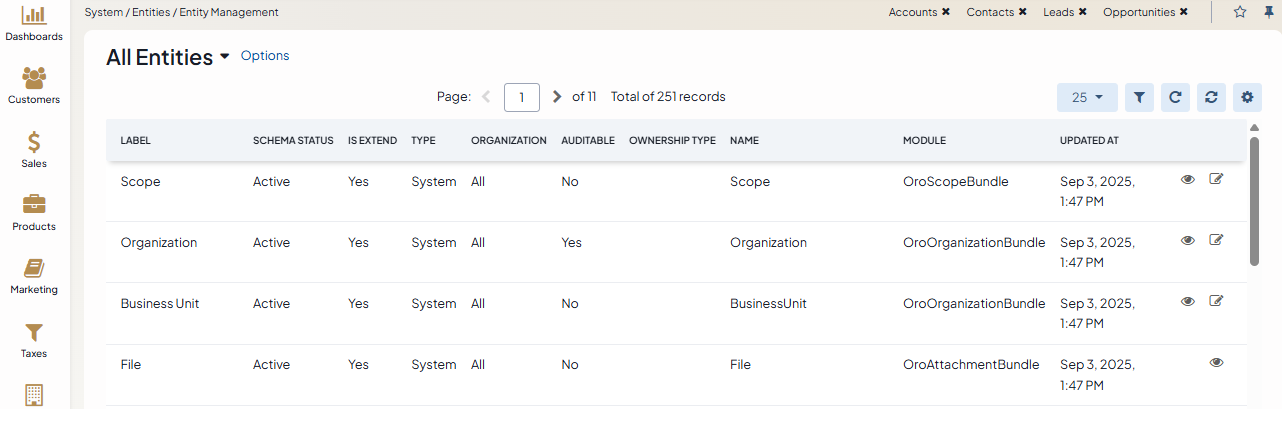 System / Entities / Entity Management
Accounts ✖ Contacts ✖ Leads ✖ Opportunities ✖
Dashboards
Customers
Sales
Products
Marketing
Taxes
All Entities Options
Page: 1 of 11 Total of 251 records 25
LABEL SCHEMA STATUS IS EXTEND TYPE ORGANIZATION AUDITABLE OWNERSHIP TYPE NAME MODULE UPDATED AT
Scope Active Yes System All No Scope OroScopeBundle Sep 3, 2025,
1:47 PM
Organization Active Yes System All Yes Organization OroOrganizationBundle Sep 3, 2025,
1:47 PM
Business Unit Active Yes System All No BusinessUnit OroOrganizationBundle Sep 3, 2025,
1:47 PM
File Active Yes System All No File OroAttachmentBundle Sep 3, 2025,
1:47 PM